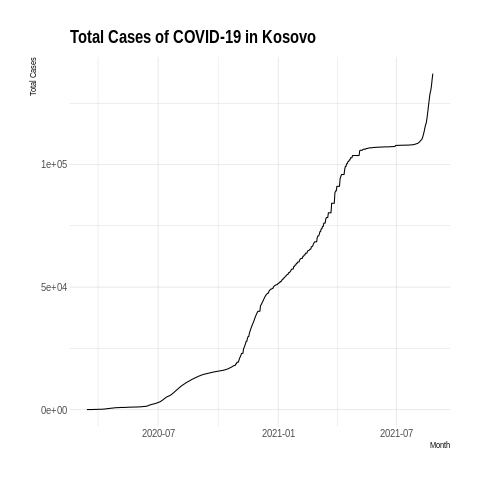 Total Cases of COVID-19 in Kosovo
Total Cases
1e+05
5e+04
0e+00
2020-07
2021-01
2021-07
Month